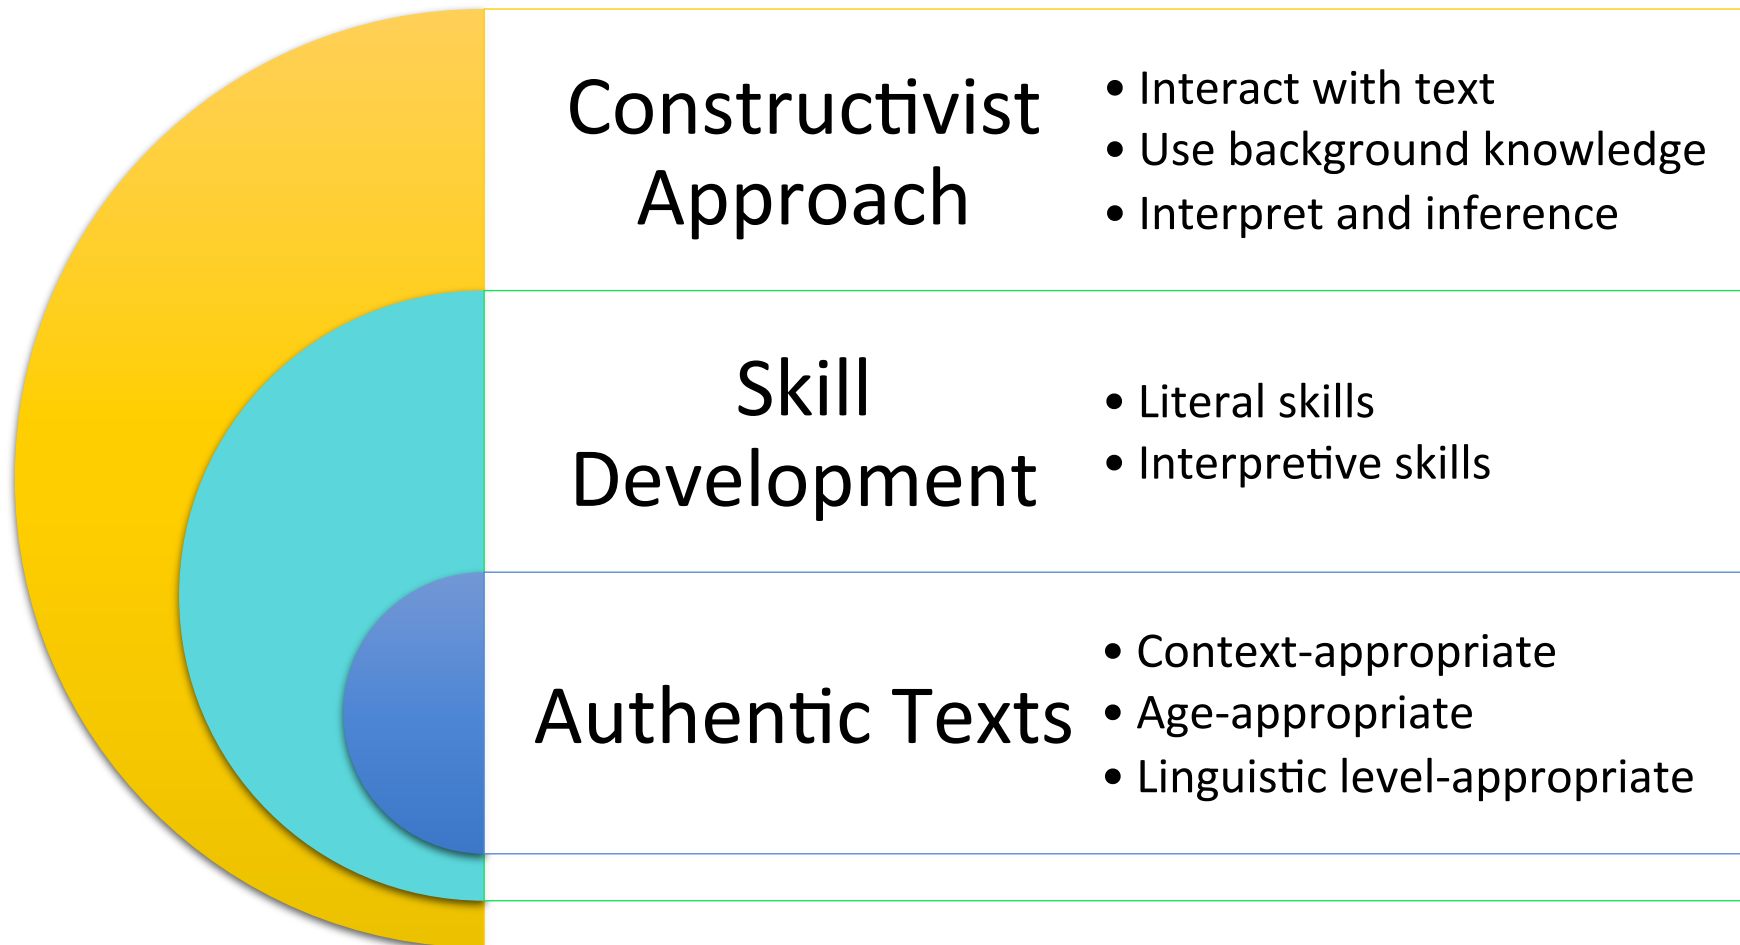 Constructivist
Approach
• Interact with text
• Use background knowledge
• Interpret and inference
Skill
Development
• Literal skills
• Interpretive skills
Authentic Texts
• Context-appropriate
• Age-appropriate
• Linguistic level-appropriate